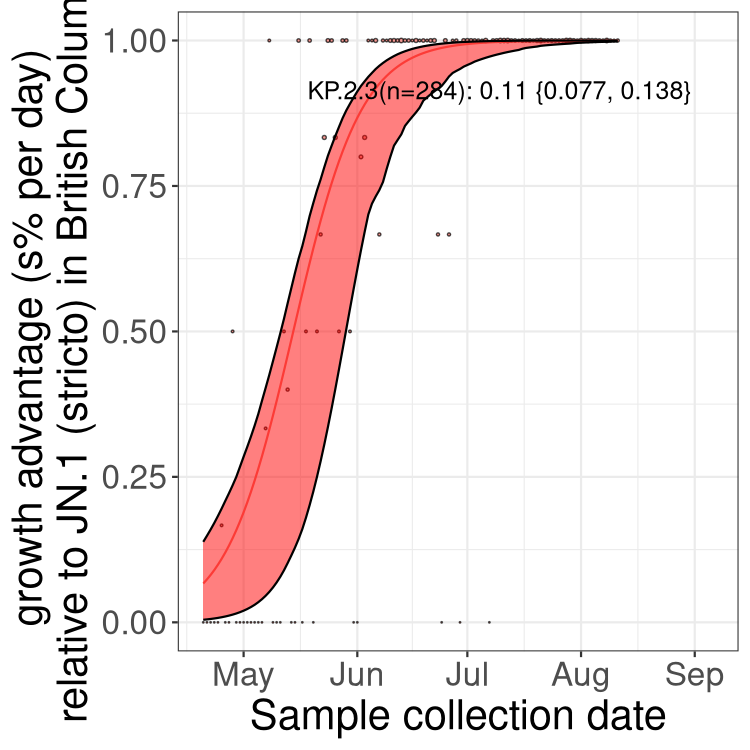 growth advantage (s% per day)
relative to JN.1 (stricto) in British Colum
1.00
0.75
0.50
0.25
0.00
KP.2.3(n=284): 0.11 {0.077, 0.138}
May Jun Jul Aug Sep
Sample collection date